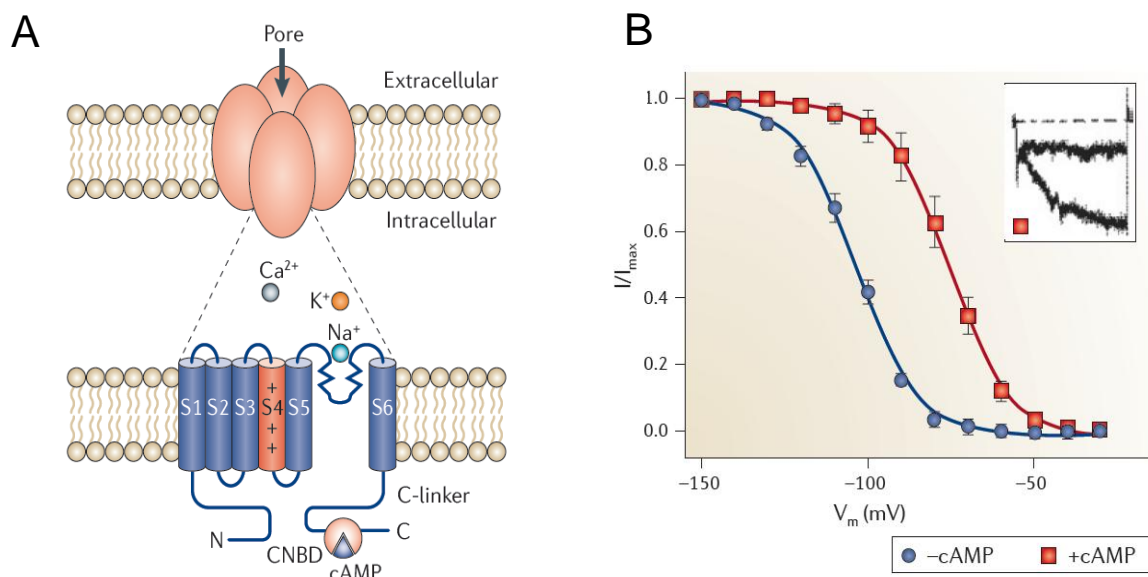 A
Pore
Extracellular
Intracellular
Ca²⁺
K⁺
Na⁺
S1 S2 S3 S4 S5 S6
+
+
+
C-linker
N
C
CNBD
cAMP
B
I/Imax
1.0
0.8
0.6
0.4
0.2
0.0
–150 –100 –50
Vm (mV)
–cAMP +cAMP